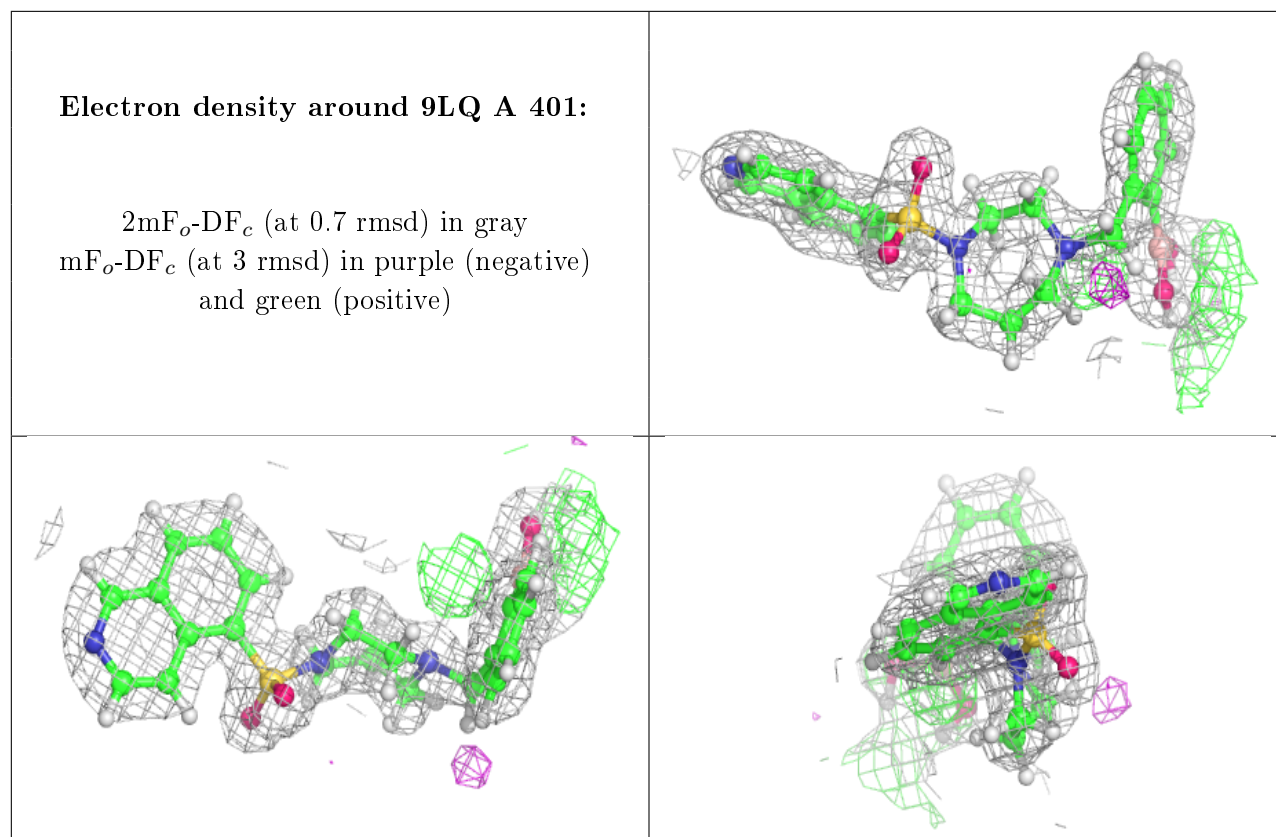 Electron density around 9LQ A 401:
2mFₒ-DF𝒸 (at 0.7 rmsd) in gray
mFₒ-DF𝒸 (at 3 rmsd) in purple (negative)
and green (positive)